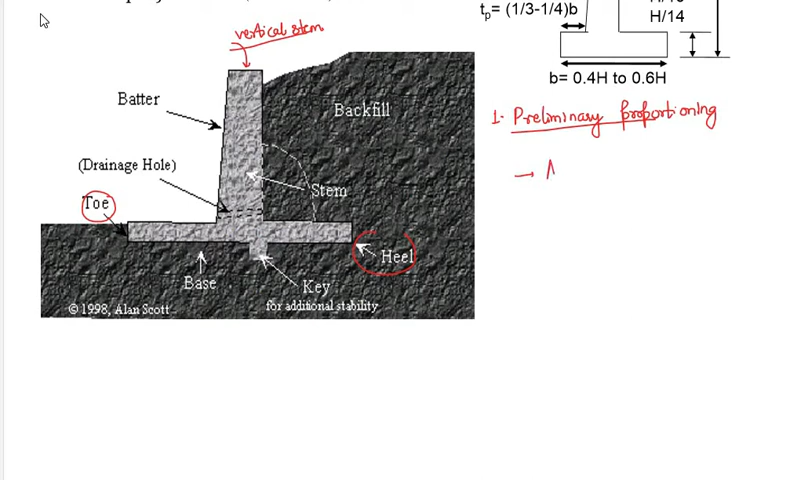 tp= (1/3-1/4)b
H/14
b= 0.4H to 0.6H
vertical stem
Batter
Backfill
(Drainage Hole)
Stem
Toe
Heel
Base
Key
for additional stability
© 1998, Alan Scott
1. Preliminary proportioning
→